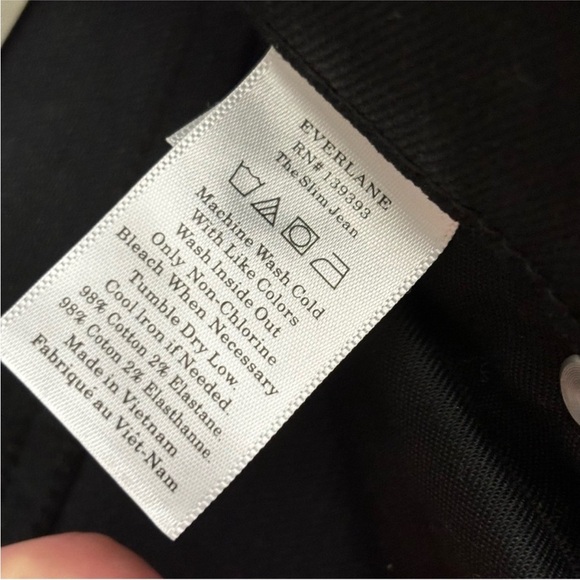 EVERLANE
RN# 139393
The Slim Jean
Machine Wash Cold
With Like Colors
Wash Inside Out
Only Non-Chlorine
Bleach When Necessary
Tumble Dry Low
Cool Iron if Needed.
98% Cotton 2% Elastane
98% Coton 2% Elasthanne.
Made in Vietnam
Fabriqué au Viêt-Nam